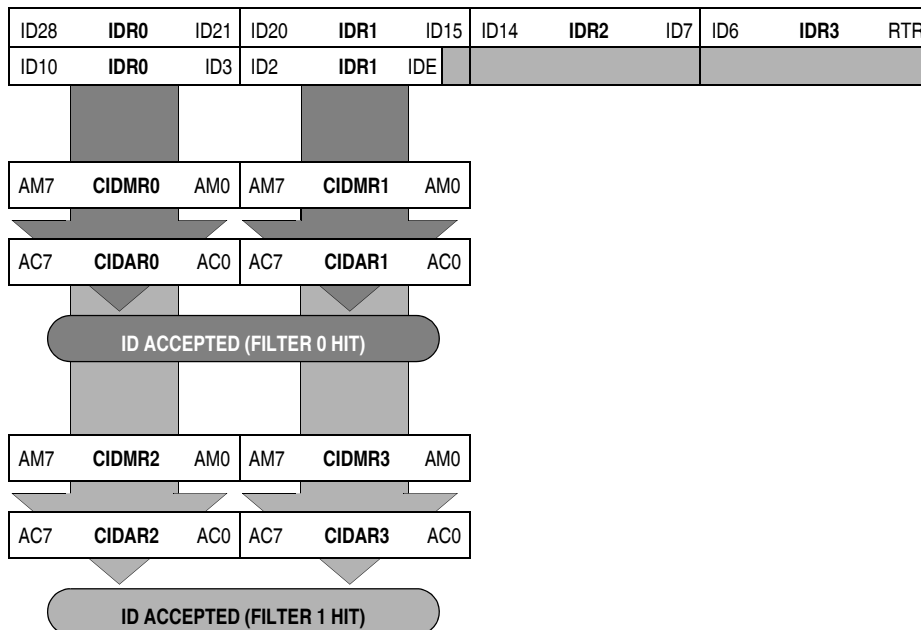 ID28 IDR0 ID21 ID20 IDR1 ID15 ID14 IDR2 ID7 ID6 IDR3 RTR
ID10 IDR0 ID3 ID2 IDR1 IDE
AM7 CIDMR0 AM0 AM7 CIDMR1 AM0
AC7 CIDAR0 AC0 AC7 CIDAR1 AC0
ID ACCEPTED (FILTER 0 HIT)
AM7 CIDMR2 AM0 AM7 CIDMR3 AM0
AC7 CIDAR2 AC0 AC7 CIDAR3 AC0
ID ACCEPTED (FILTER 1 HIT)